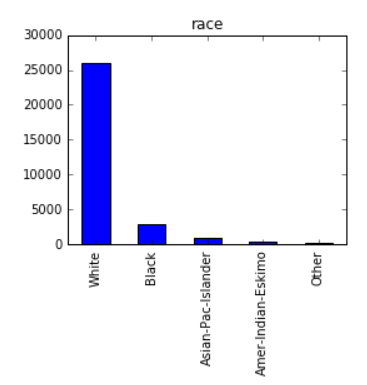 race
30000
25000
20000
15000
10000
5000
0
White
Black
Asian-Pac-Islander
Amer-Indian-Eskimo
Other